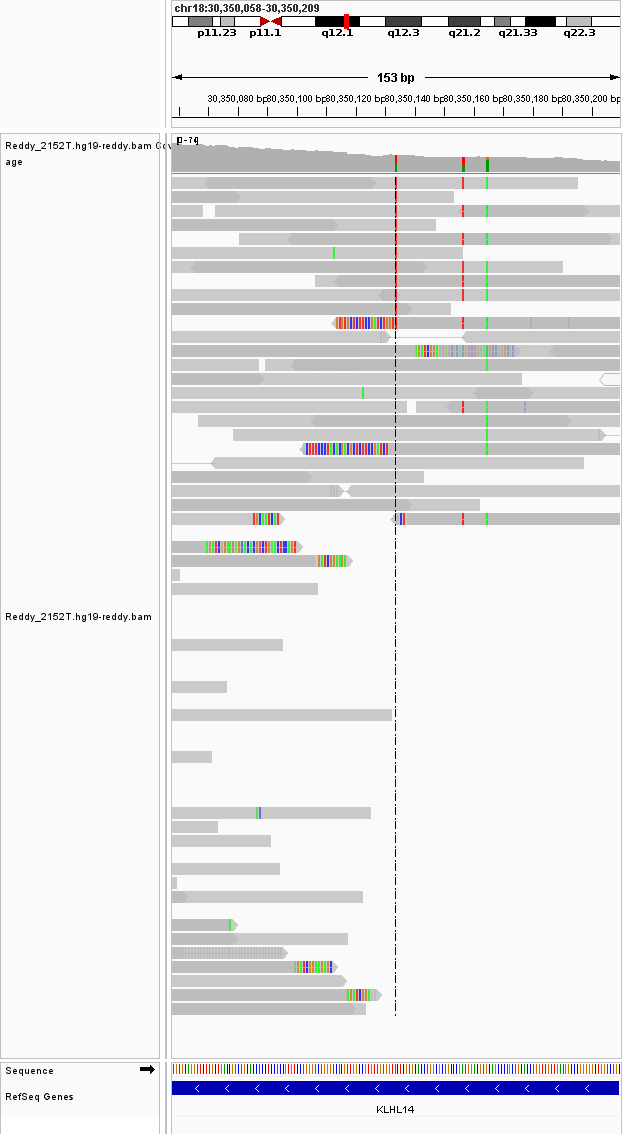 chr18:30,350,058-30,350,209
p11.23 p11.1 q12.1 q12.3 q21.2 q21.33 q22.3
153 bp
30,350,080 bp 30,350,100 bp 30,350,120 bp 30,350,140 bp 30,350,160 bp 30,350,180 bp 30,350,200 bp
Reddy_2152T.hg19-reddy.bam Cov
age
Reddy_2152T.hg19-reddy.bam
Sequence
RefSeq Genes
KLHL14